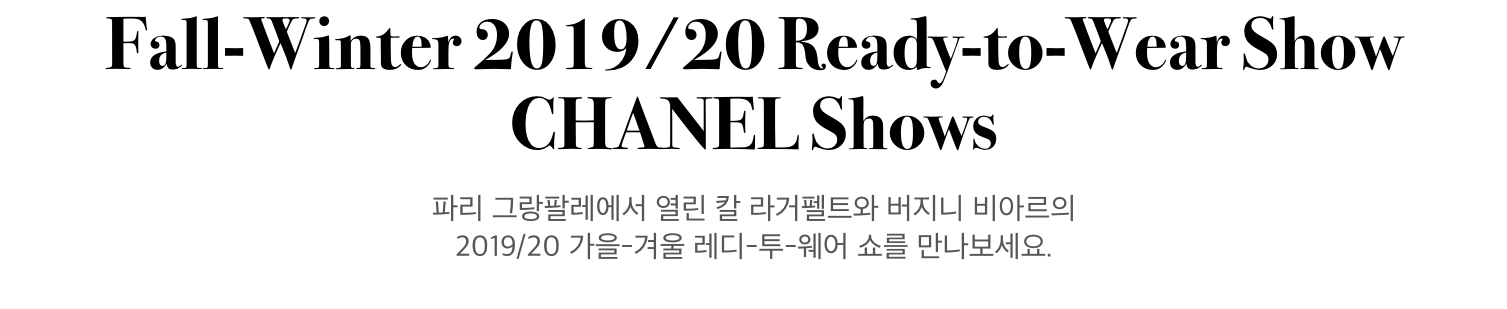 Fall-Winter 2019/20 Ready-to-Wear Show
CHANEL Shows
파리 그랑팔레에서 열린 칼 라거펠트와 버지니 비아르의
2019/20 가을-겨울 레디-투-웨어 쇼를 만나보세요.